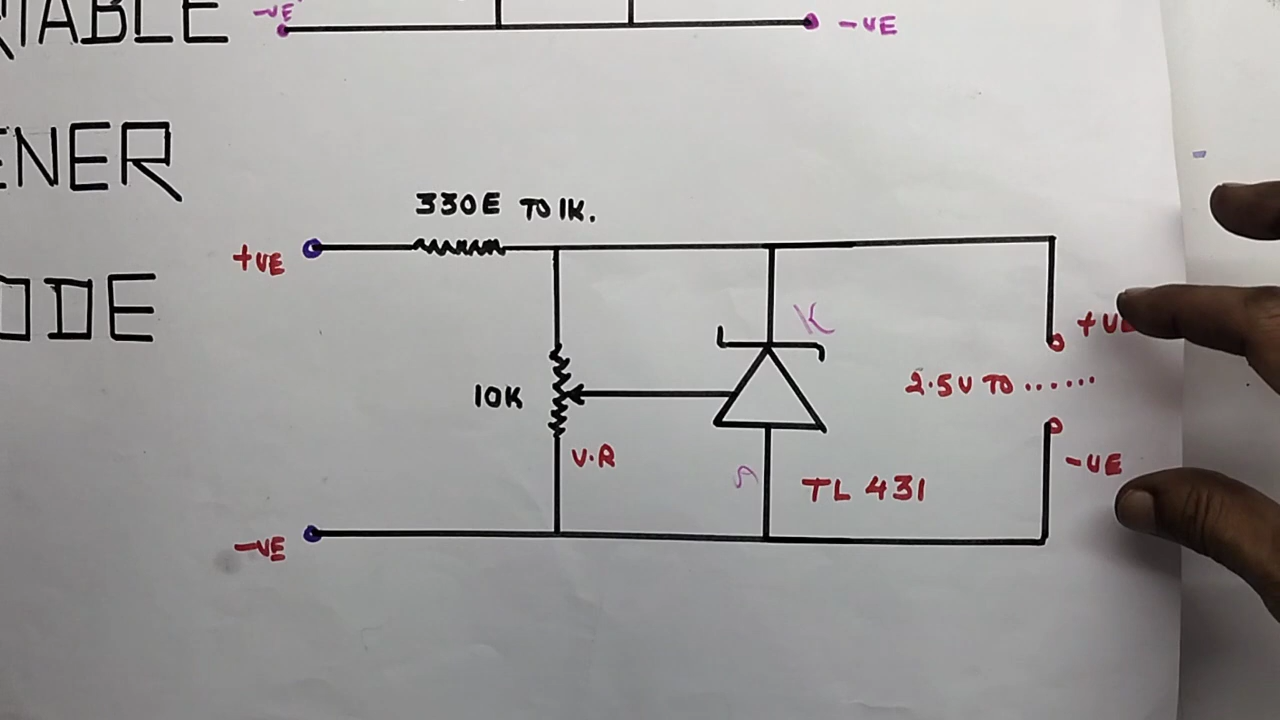 RIABLE
ENER
ODE
-VE
-VE
330E TO 1K.
+VE
K
+VE
10K
2.5V TO ......
V.R
-VE
TL 431
-VE